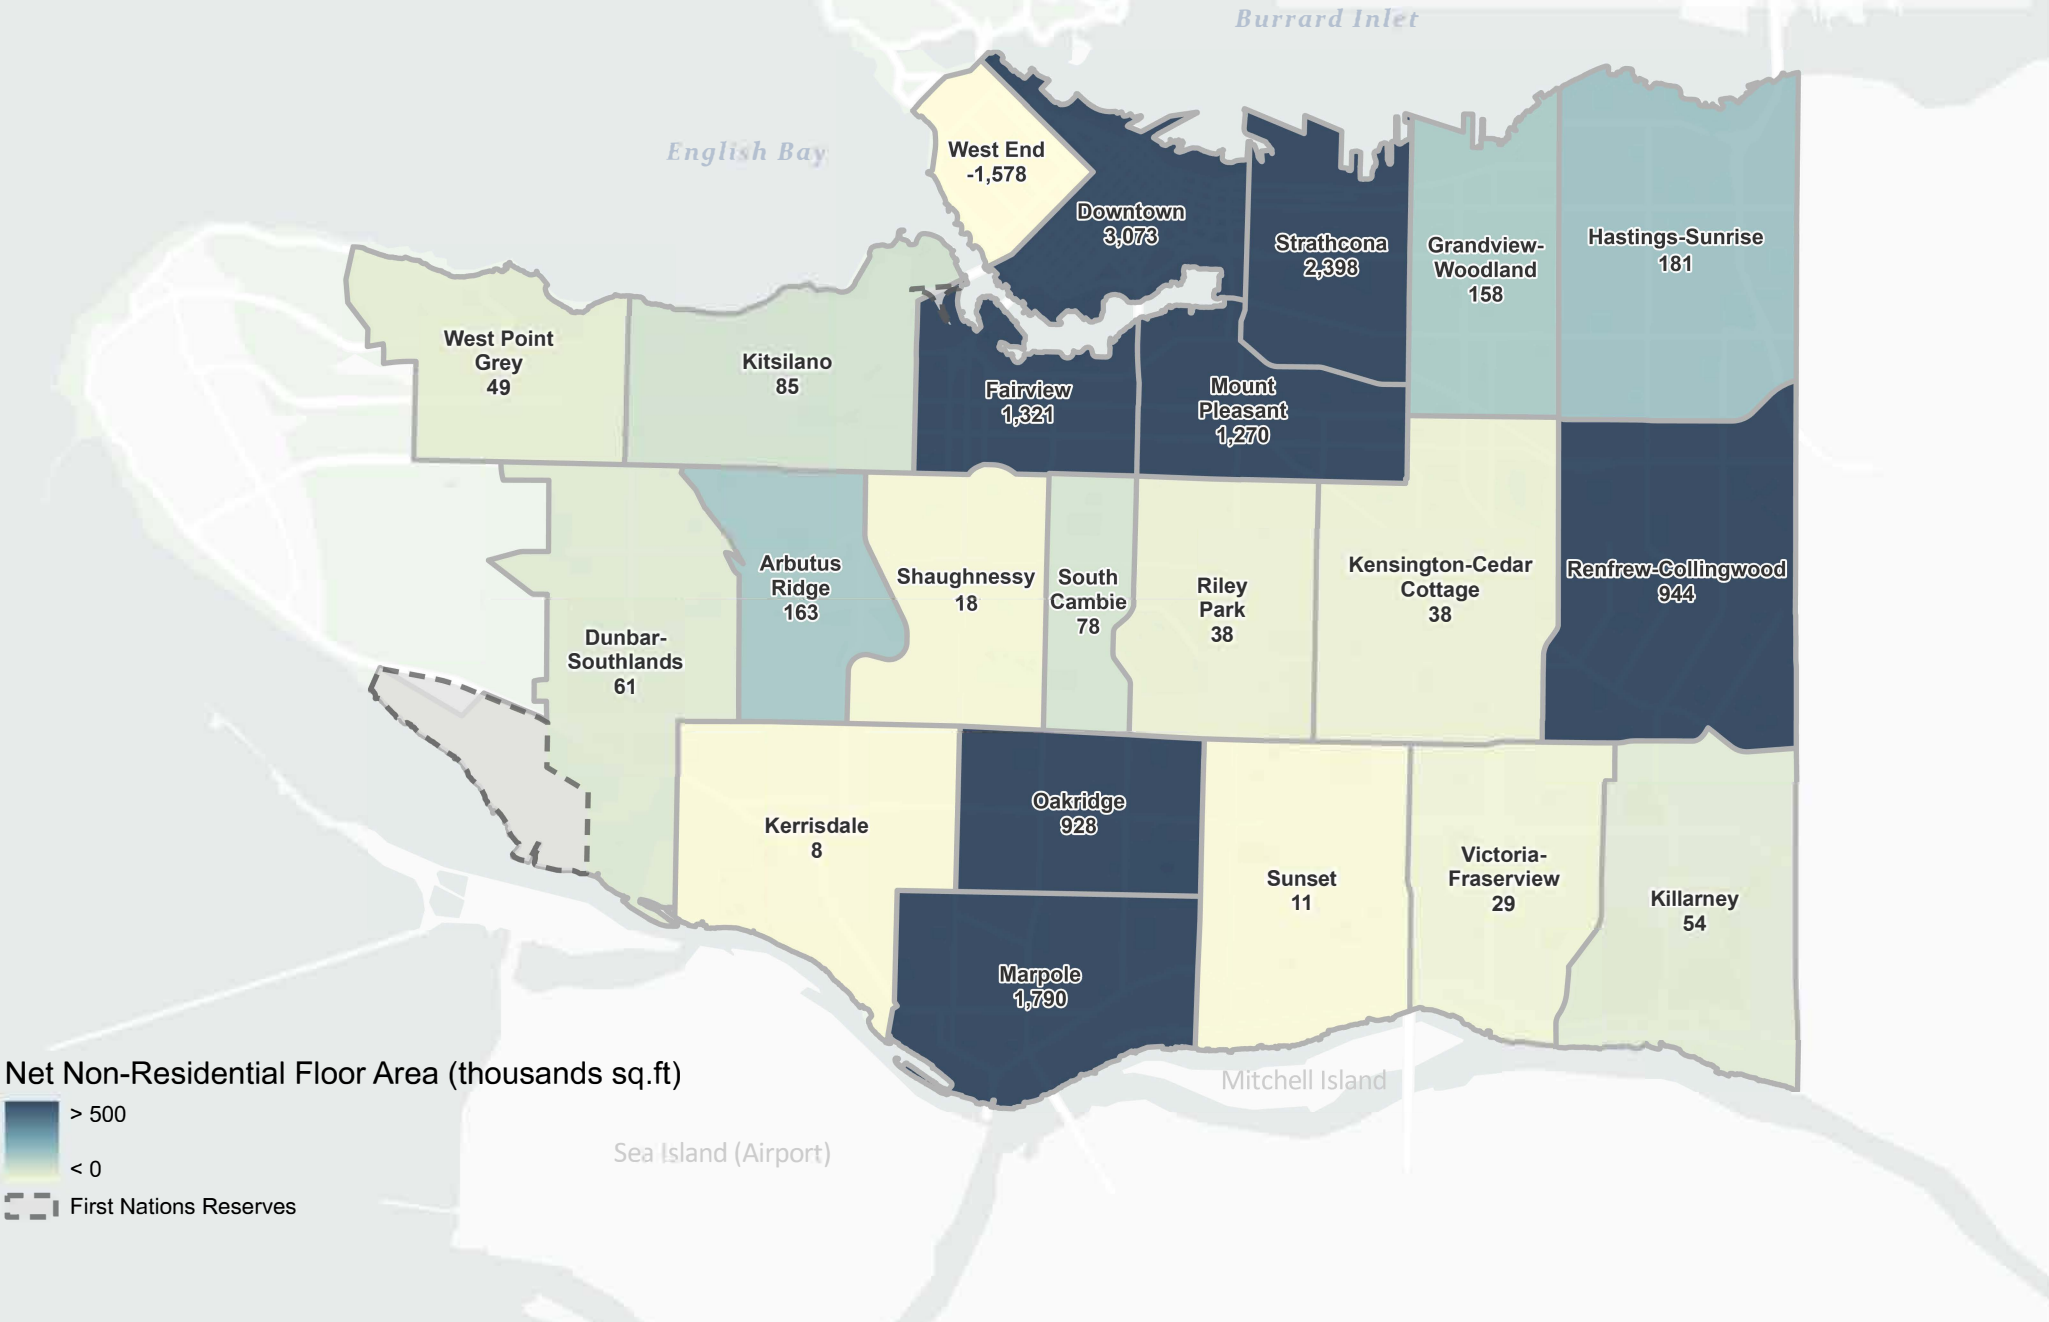 Burrard Inlet
English Bay
West End
-1,578
Downtown
3,073
Strathcona
2,398
Grandview-
Woodland
158
Hastings-Sunrise
181
West Point
Grey
49
Kitsilano
85
Fairview
1,321
Mount
Pleasant
1,270
Dunbar-
Southlands
61
Arbutus
Ridge
163
Shaughnessy
18
South
Cambie
78
Riley
Park
38
Kensington-Cedar
Cottage
38
Renfrew-Collingwood
944
Kerrisdale
8
Oakridge
928
Marpole
1,790
Sunset
11
Victoria-
Fraserview
29
Killarney
54
Mitchell Island
Sea Island (Airport)
Net Non-Residential Floor Area (thousands sq.ft)
> 500
< 0
First Nations Reserves